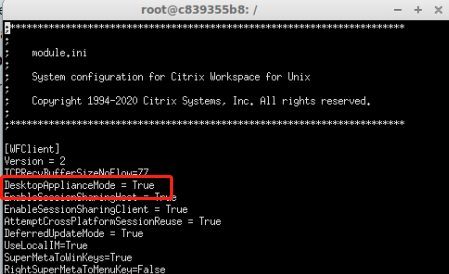 root@c839355b8: /
;********************************************************************
;
;    module.ini
;
;    System configuration for Citrix Workspace for Unix
;
;    Copyright 1994-2020 Citrix Systems, Inc. All rights reserved.
;
;********************************************************************
[WFClient]
Version = 2
TCPRecvBufferSizeNoFlow=77
DesktopApplianceMode = True
EnableSessionSharingHost = True
EnableSessionSharingClient = True
AttemptCrossPlatformSessionReuse = True
DeferredUpdateMode = True
UseLocalIM=True
SuperMetaToWinKeys=True
RightSuperMetaToMenuKey=False